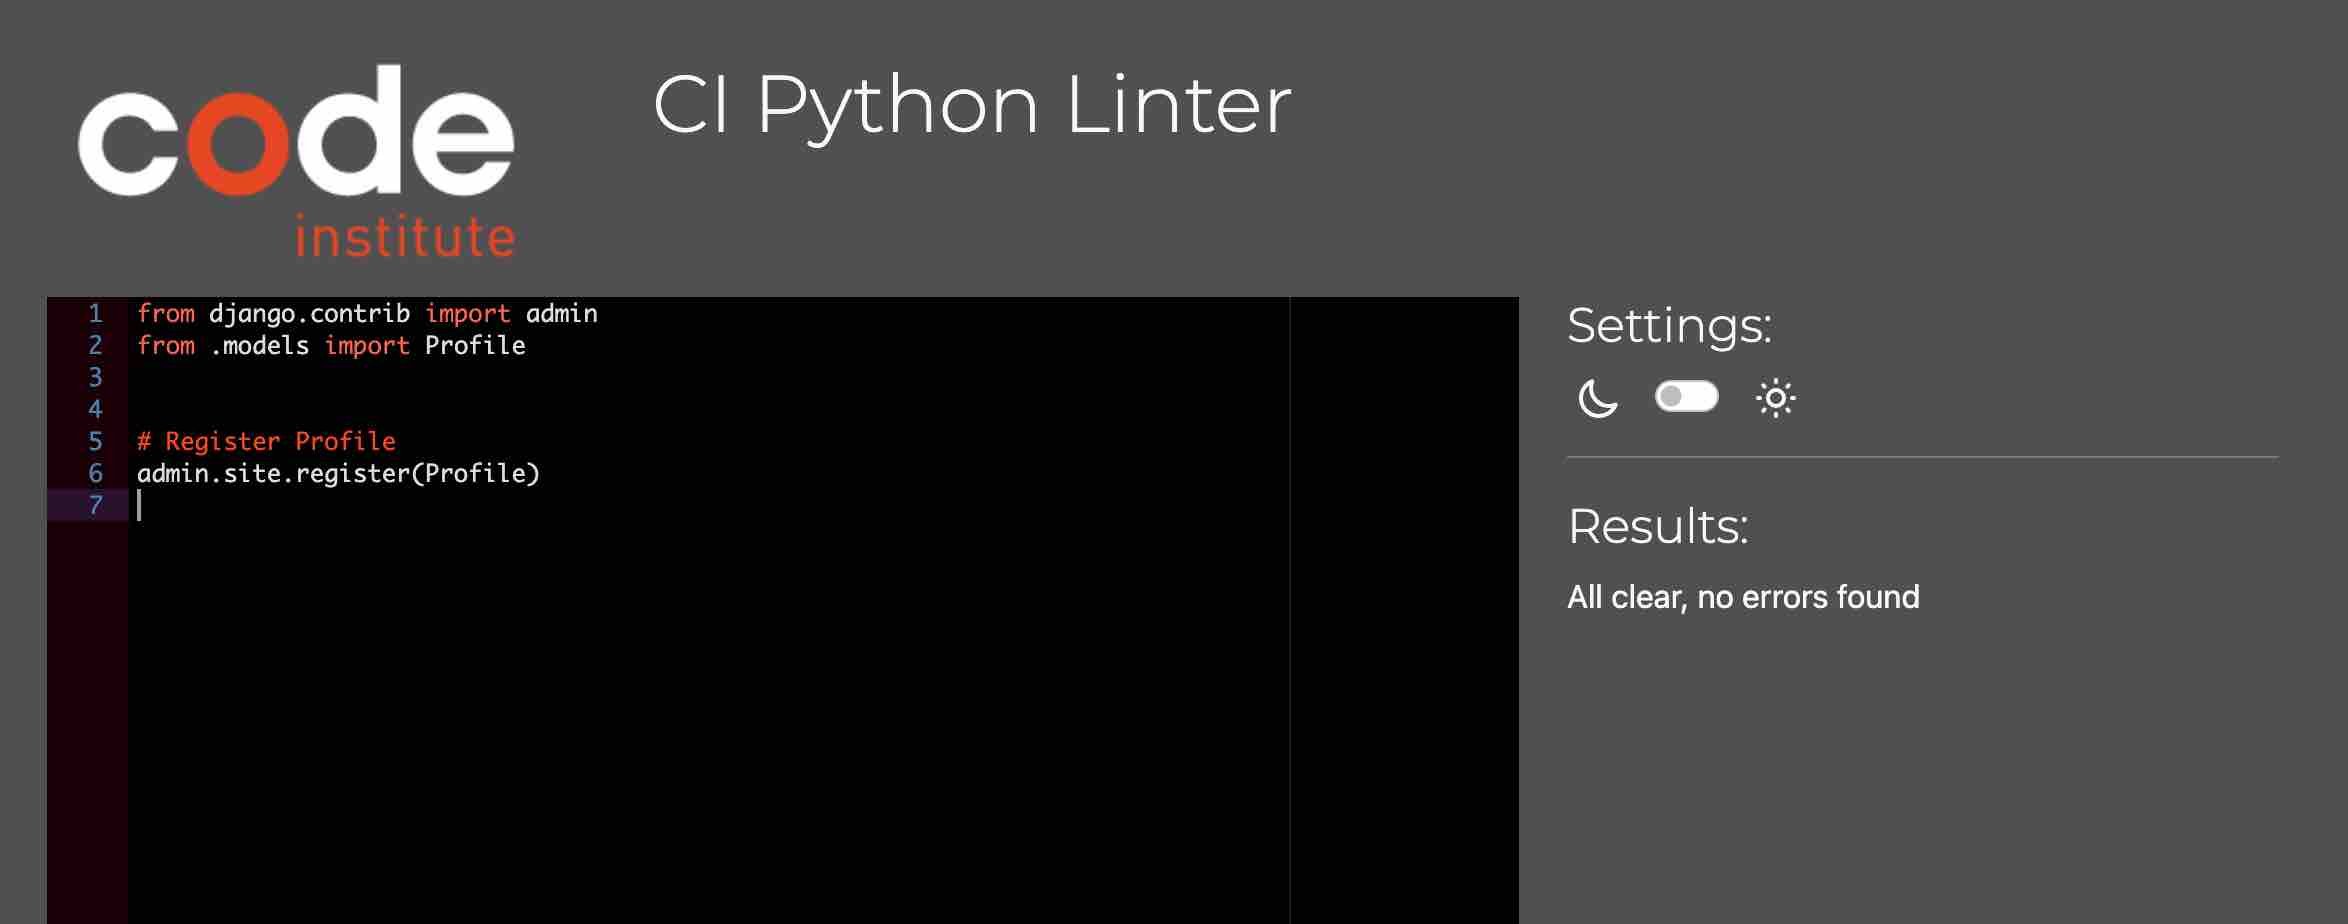 code
institute
CI Python Linter
1 from django.contrib import admin
2 from .models import Profile
3
4
5 # Register Profile
6 admin.site.register(Profile)
7
Settings:
Results:
All clear, no errors found